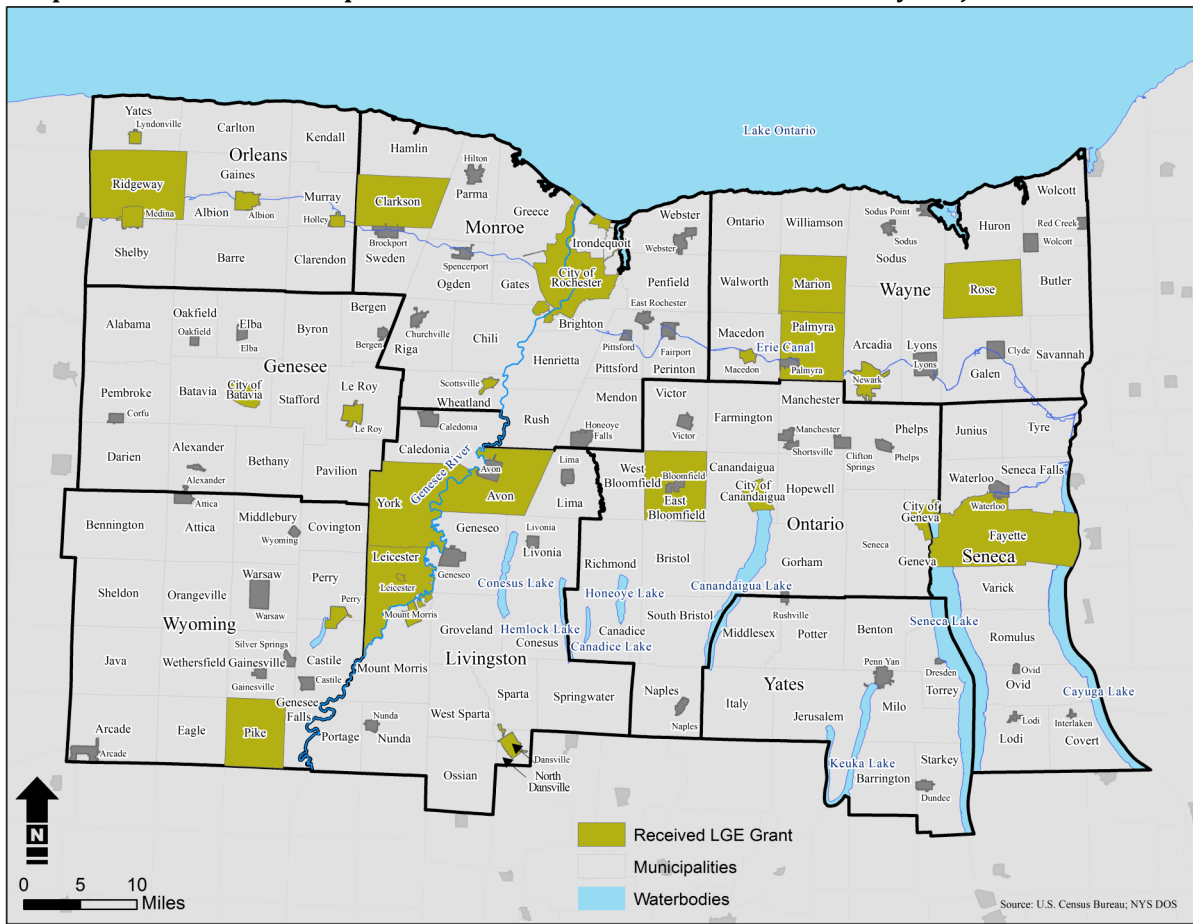 Lake Ontario
Yates
Lyndonville
Carlton
Kendall
Orleans
Gaines
Ridgeway
Medina
Albion
Albion
Murray
Holley
Shelby
Barre
Clarendon
Hamlin
Hilton
Parma
Clarkson
Greece
Monroe
Brockport
Sweden
Spencerport
Ogden
Gates
Irondequoit
City of
Rochester
Webster
Webster
Penfield
East Rochester
Brighton
Churchville
Riga
Chili
Henrietta
Pittsford
Pittsford
Fairport
Perinton
Scottsville
Wheatland
Rush
Mendon
Honeoye
Falls
Ontario
Williamson
Sodus Point
Sodus
Sodus
Huron
Wolcott
Red Creek
Wolcott
Walworth
Marion
Wayne
Rose
Butler
Macedon
Macedon
Palmyra
Palmyra
Erie Canal
Arcadia
Newark
Lyons
Lyons
Clyde
Galen
Savannah
Alabama
Oakfield
Oakfield
Elba
Elba
Byron
Bergen
Bergen
Genesee
Pembroke
Corfu
Batavia
City of
Batavia
Stafford
Le Roy
Le Roy
Darien
Alexander
Alexander
Bethany
Pavilion
Caledonia
Caledonia
Genesee River
Avon
Avon
Lima
Lima
York
Leicester
Leicester
Geneseo
Geneseo
Livonia
Livonia
Conesus Lake
Mount Morris
Mount Morris
Groveland
Hemlock Lake
Conesus
Livingston
Sparta
Springwater
West Sparta
Portage
Nunda
Nunda
Ossian
Dansville
North
Dansville
Attica
Bennington
Attica
Middlebury
Wyoming
Covington
Warsaw
Warsaw
Perry
Perry
Sheldon
Orangeville
Wyoming
Silver Springs
Castile
Castile
Java
Wethersfield
Gainesville
Gainesville
Genesee
Falls
Arcade
Arcade
Eagle
Pike
Victor
Victor
Farmington
Manchester
Manchester
Shortsville
Clifton
Springs
Phelps
Phelps
West
Bloomfield
Bloomfield
East
Bloomfield
Canandaigua
City of
Canandaigua
Hopewell
Ontario
Seneca
City of
Geneva
Geneva
Richmond
Bristol
Gorham
Honeoye Lake
Canandaigua Lake
Canadice
Canadice Lake
South Bristol
Naples
Naples
Rushville
Middlesex
Potter
Benton
Seneca Lake
Penn Yan
Dresden
Torrey
Yates
Milo
Italy
Jerusalem
Keuka Lake
Barrington
Starkey
Dundee
Junius
Tyre
Waterloo
Waterloo
Seneca Falls
Fayette
Seneca
Varick
Romulus
Ovid
Ovid
Cayuga Lake
Lodi
Lodi
Interlaken
Covert
N
0 5 10
Miles
Received LGE Grant
Municipalities
Waterbodies
Source: U.S. Census Bureau; NYS DOS